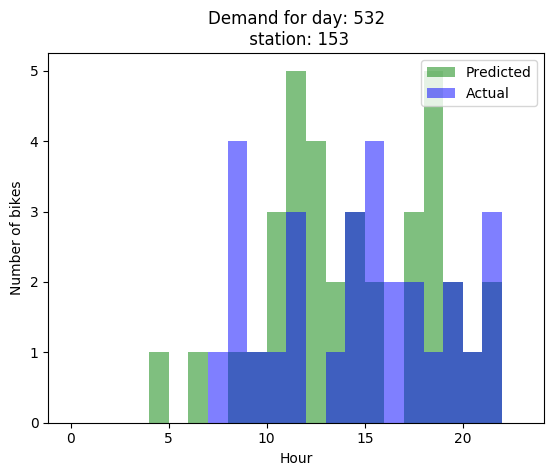 Demand for day: 532
station: 153
Predicted
Actual
Number of bikes
5
4
3
2
1
0
0 5 10 15 20
Hour